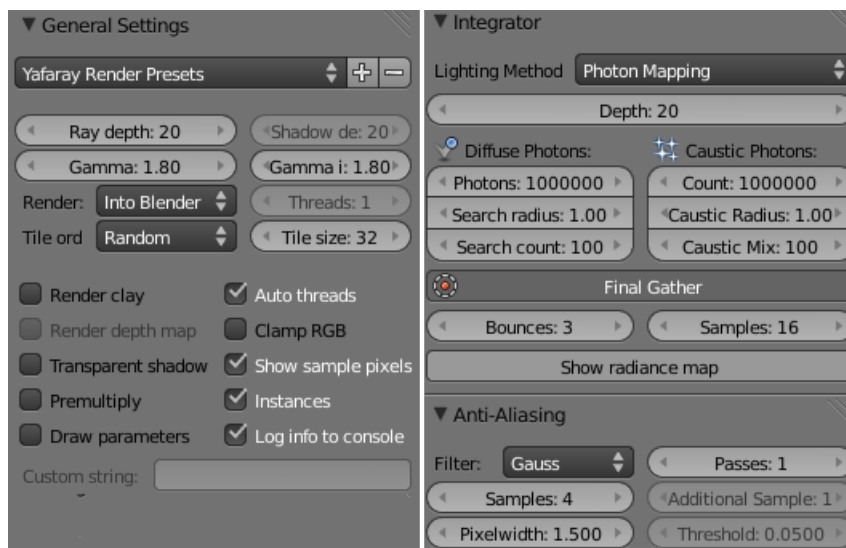 General Settings
Yafaray Render Presets
Ray depth: 20
Shadow de: 20
Gamma: 1.80
Gamma i: 1.80
Render: Into Blender
Threads: 1
Tile ord Random
Tile size: 32
Render clay
Auto threads
Render depth map
Clamp RGB
Transparent shadow
Show sample pixels
Premultiply
Instances
Draw parameters
Log info to console
Custom string:
Integrator
Lighting Method Photon Mapping
Depth: 20
Diffuse Photons:
Caustic Photons:
Photons: 1000000
Count: 1000000
Search radius: 1.00
Caustic Radius: 1.00
Search count: 100
Caustic Mix: 100
Final Gather
Bounces: 3
Samples: 16
Show radiance map
Anti-Aliasing
Filter: Gauss
Passes: 1
Samples: 4
Additional Sample: 1
Pixelwidth: 1.500
Threshold: 0.0500